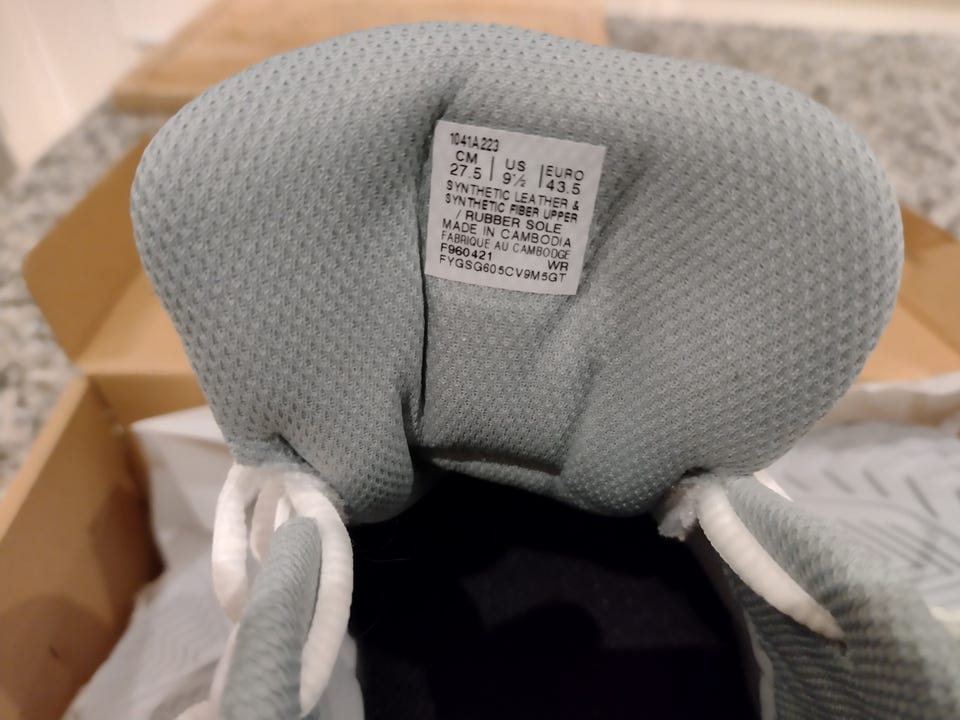 1041A223
CM | US | EURO
27.5 | 9½ | 43.5
SYNTHETIC LEATHER &
SYNTHETIC FIBER UPPER
/ RUBBER SOLE
MADE IN CAMBODIA
FABRIQUE AU CAMBODGE
F960421 WR
FYGSG605CV9M5GT